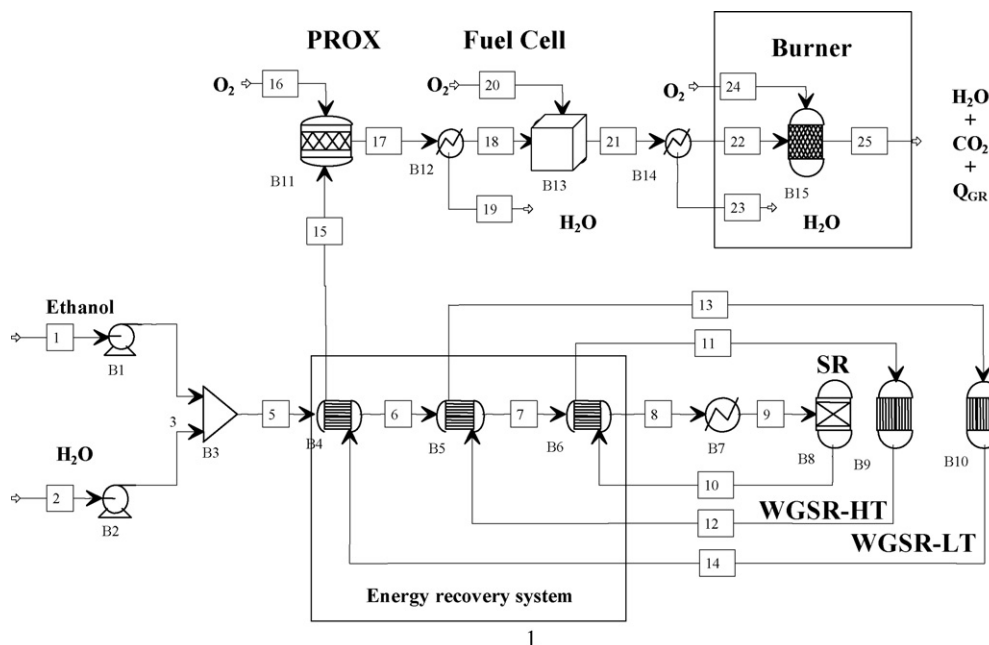 PROX
Fuel Cell
Burner
O2
16
O2
20
O2
24
H2O
+
CO2
+
QGR
17
18
21
22
25
B11
B12
B13
B14
B15
19
H2O
23
H2O
15
Ethanol
1
B1
13
11
SR
3
5
6
7
8
9
B3
B4
B5
B6
B7
B8
B9
B10
H2O
2
B2
10
12
WGSR-HT
WGSR-LT
14
Energy recovery system
1